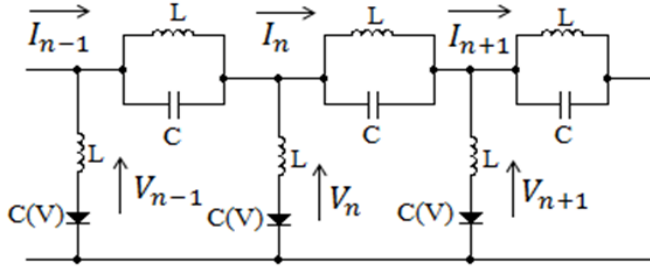 L L L
I_{n-1} I_n I_{n+1}
C C C
L L L
V_{n-1} V_n V_{n+1}
C(V) C(V) C(V)